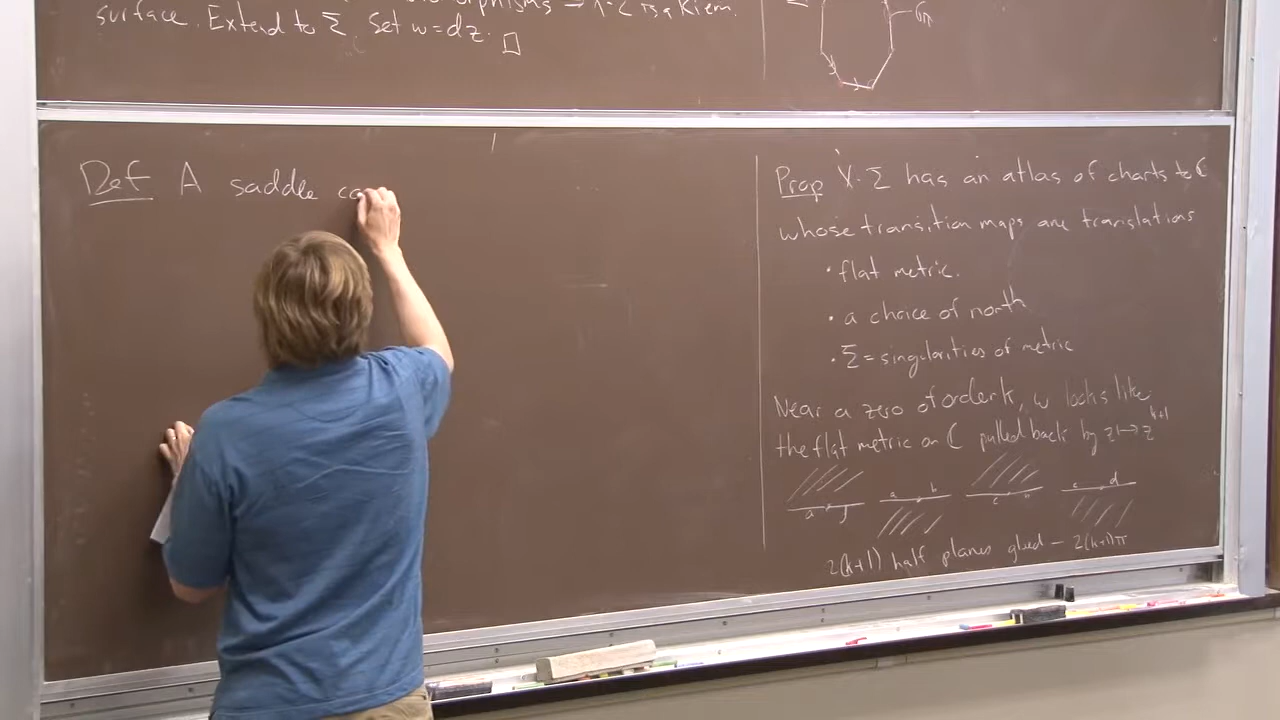 surface. Extend to Σ. Set ω=dz. □
Def A saddle co
Prop X∖Σ has an atlas of charts to ℂ
whose transition maps are translations
· flat metric.
· a choice of north
· Σ = singularities of metric
Near a zero of order k, ω looks like
the flat metric on ℂ pulled back by z↦z^{k+1}
a b c d
a f c b
2(k+1) half planes glued – 2(k+1)π